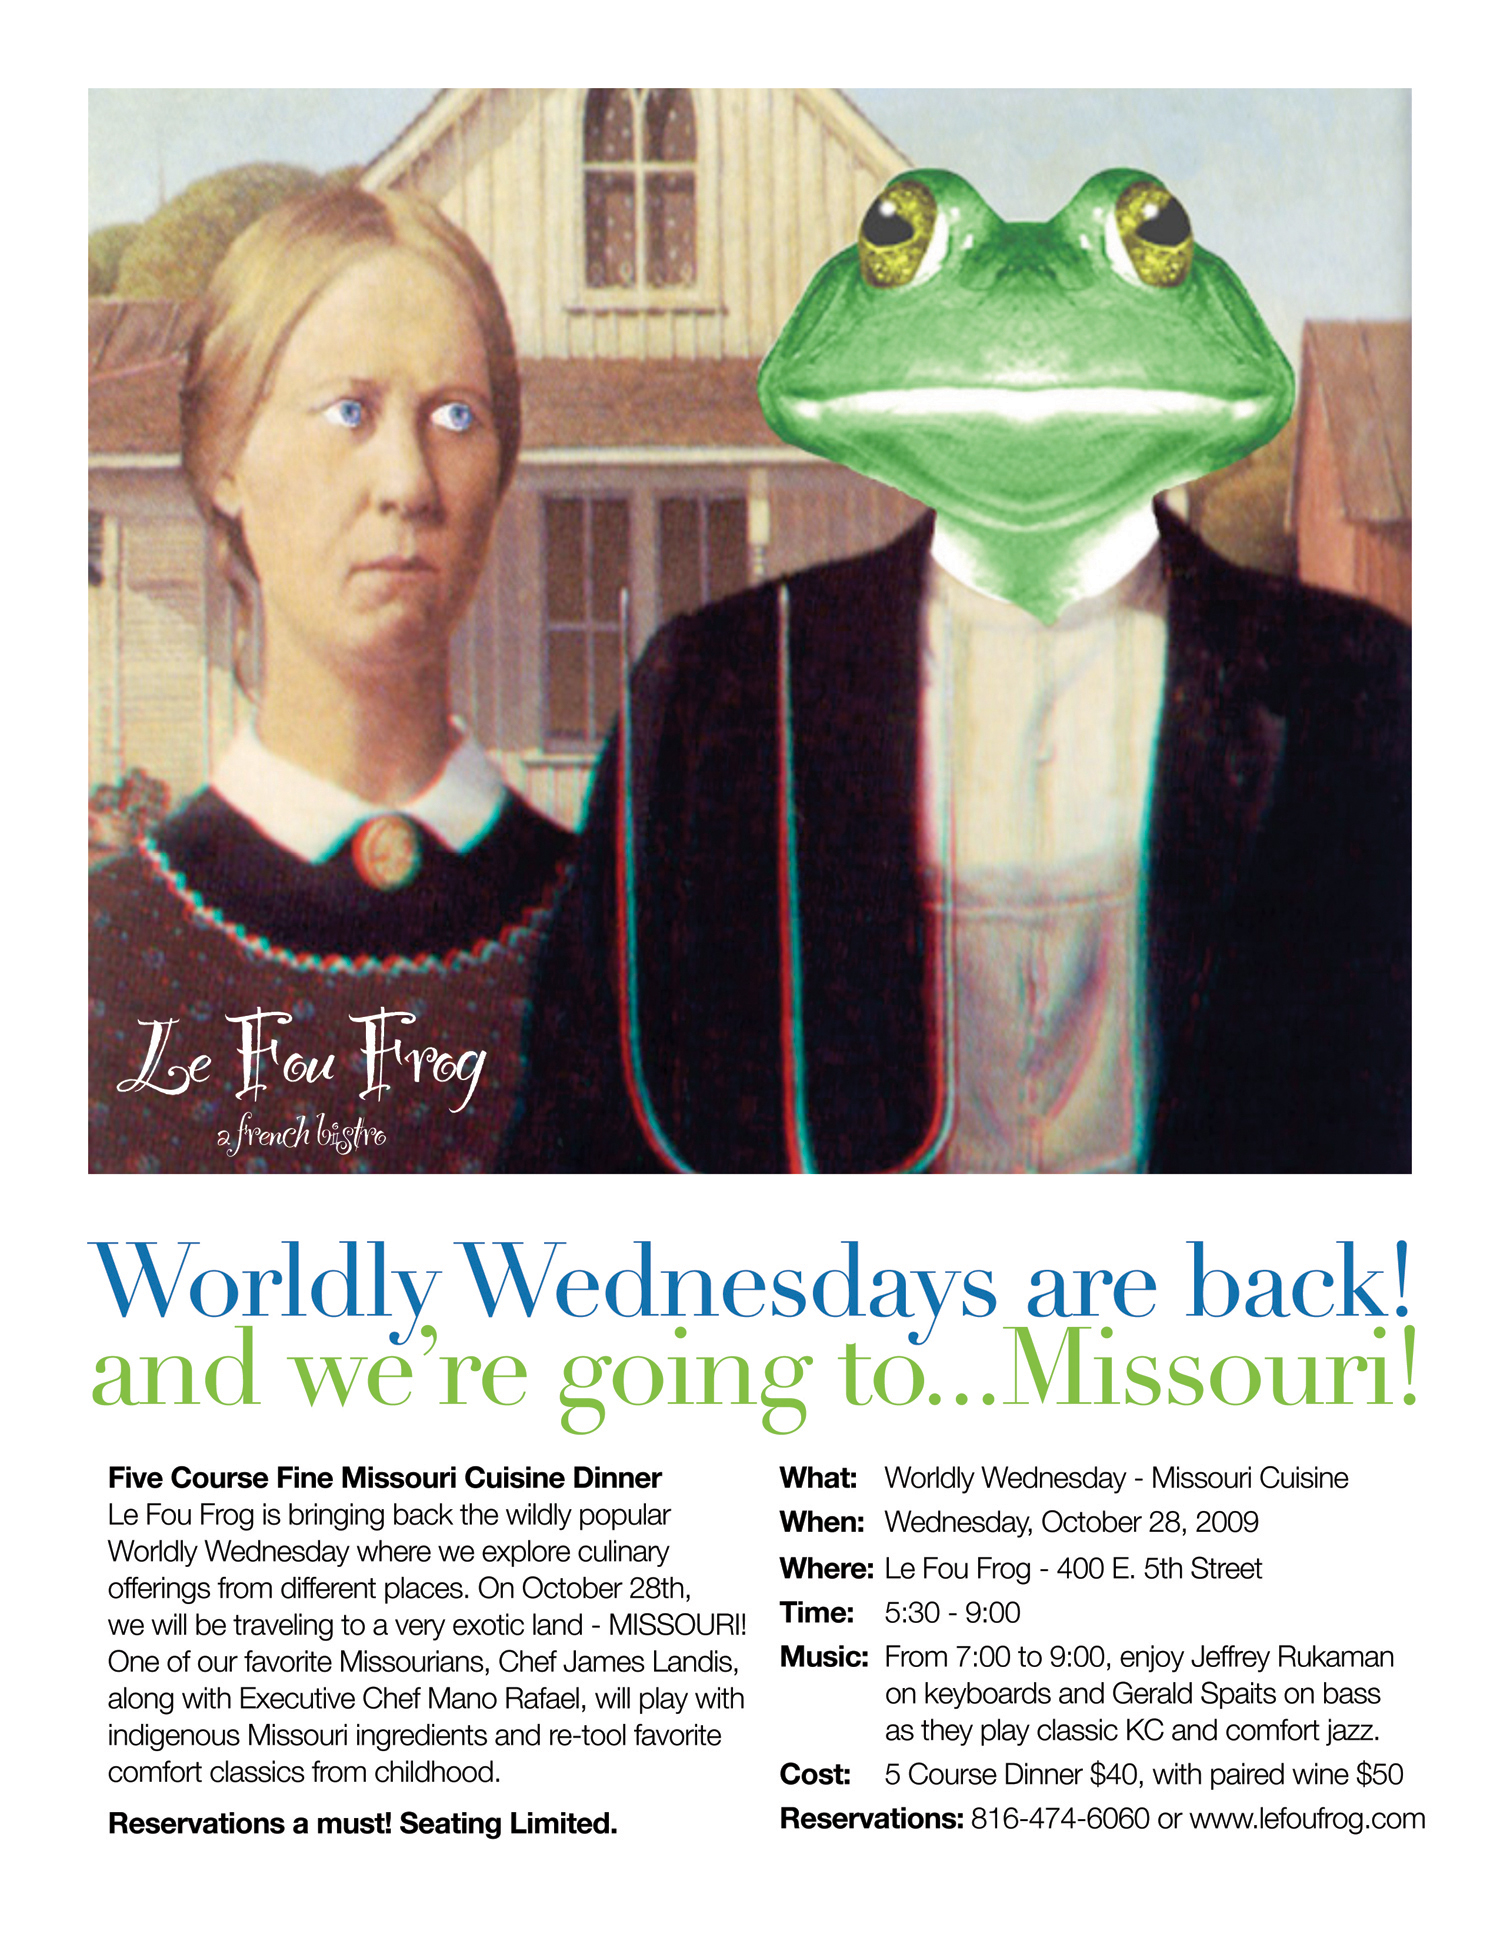 Le Fou Frog
a french bistro
Worldly Wednesdays are back!
and we're going to...Missouri!
Five Course Fine Missouri Cuisine Dinner
Le Fou Frog is bringing back the wildly popular
Worldly Wednesday where we explore culinary
offerings from different places. On October 28th,
we will be traveling to a very exotic land - MISSOURI!
One of our favorite Missourians, Chef James Landis,
along with Executive Chef Mano Rafael, will play with
indigenous Missouri ingredients and re-tool favorite
comfort classics from childhood.
Reservations a must! Seating Limited.
What: Worldly Wednesday - Missouri Cuisine
When: Wednesday, October 28, 2009
Where: Le Fou Frog - 400 E. 5th Street
Time: 5:30 - 9:00
Music: From 7:00 to 9:00, enjoy Jeffrey Rukaman
on keyboards and Gerald Spaits on bass
as they play classic KC and comfort jazz.
Cost: 5 Course Dinner $40, with paired wine $50
Reservations: 816-474-6060 or www.lefoufrog.com